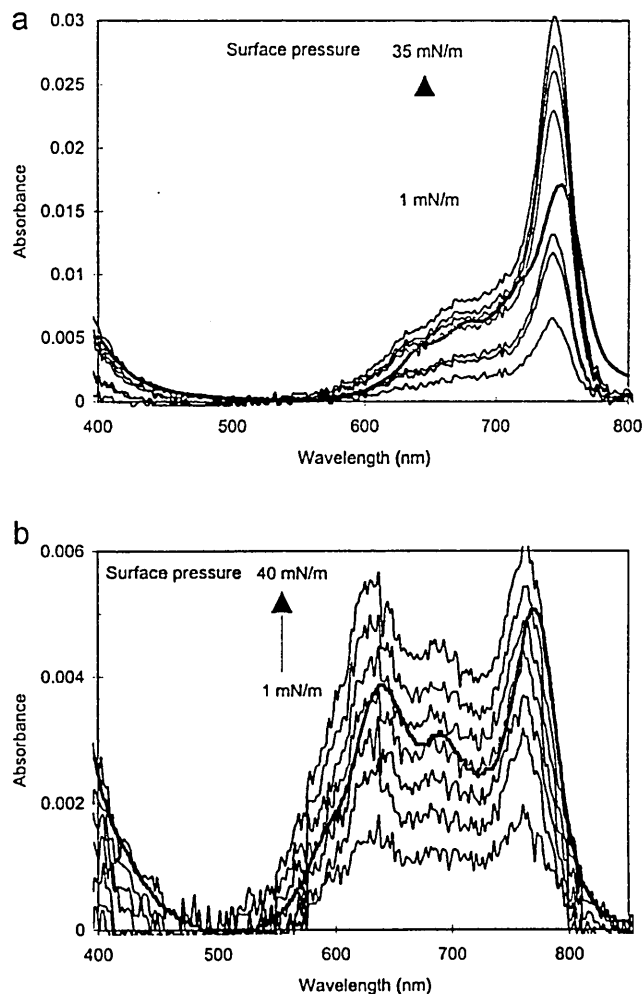 a
0.03
Surface pressure 35 mN/m
0.025
0.02
Absorbance
0.015
1 mN/m
0.01
0.005
0
400 500 600 700 800
Wavelength (nm)
b
0.006
Surface pressure 40 mN/m
0.004
1 mN/m
Absorbance
0.002
0
400 500 600 700 800
Wavelength (nm)